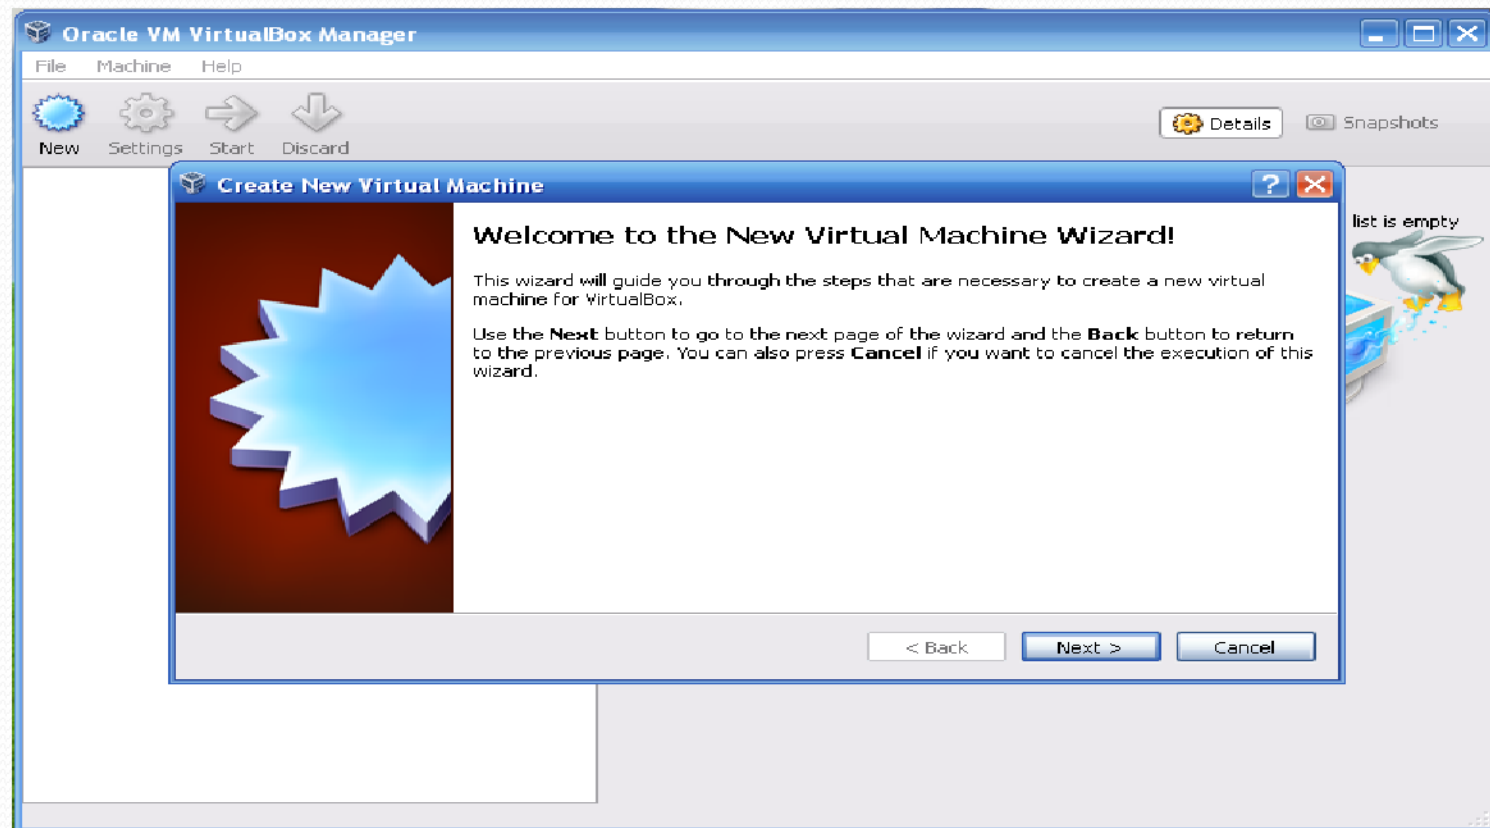 Oracle VM VirtualBox Manager
File Machine Help
New Settings Start Discard
Details Snapshots
Create New Virtual Machine
list is empty
Welcome to the New Virtual Machine Wizard!
This wizard will guide you through the steps that are necessary to create a new virtual
machine for VirtualBox.
Use the Next button to go to the next page of the wizard and the Back button to return
to the previous page. You can also press Cancel if you want to cancel the execution of this
wizard.
< Back Next > Cancel